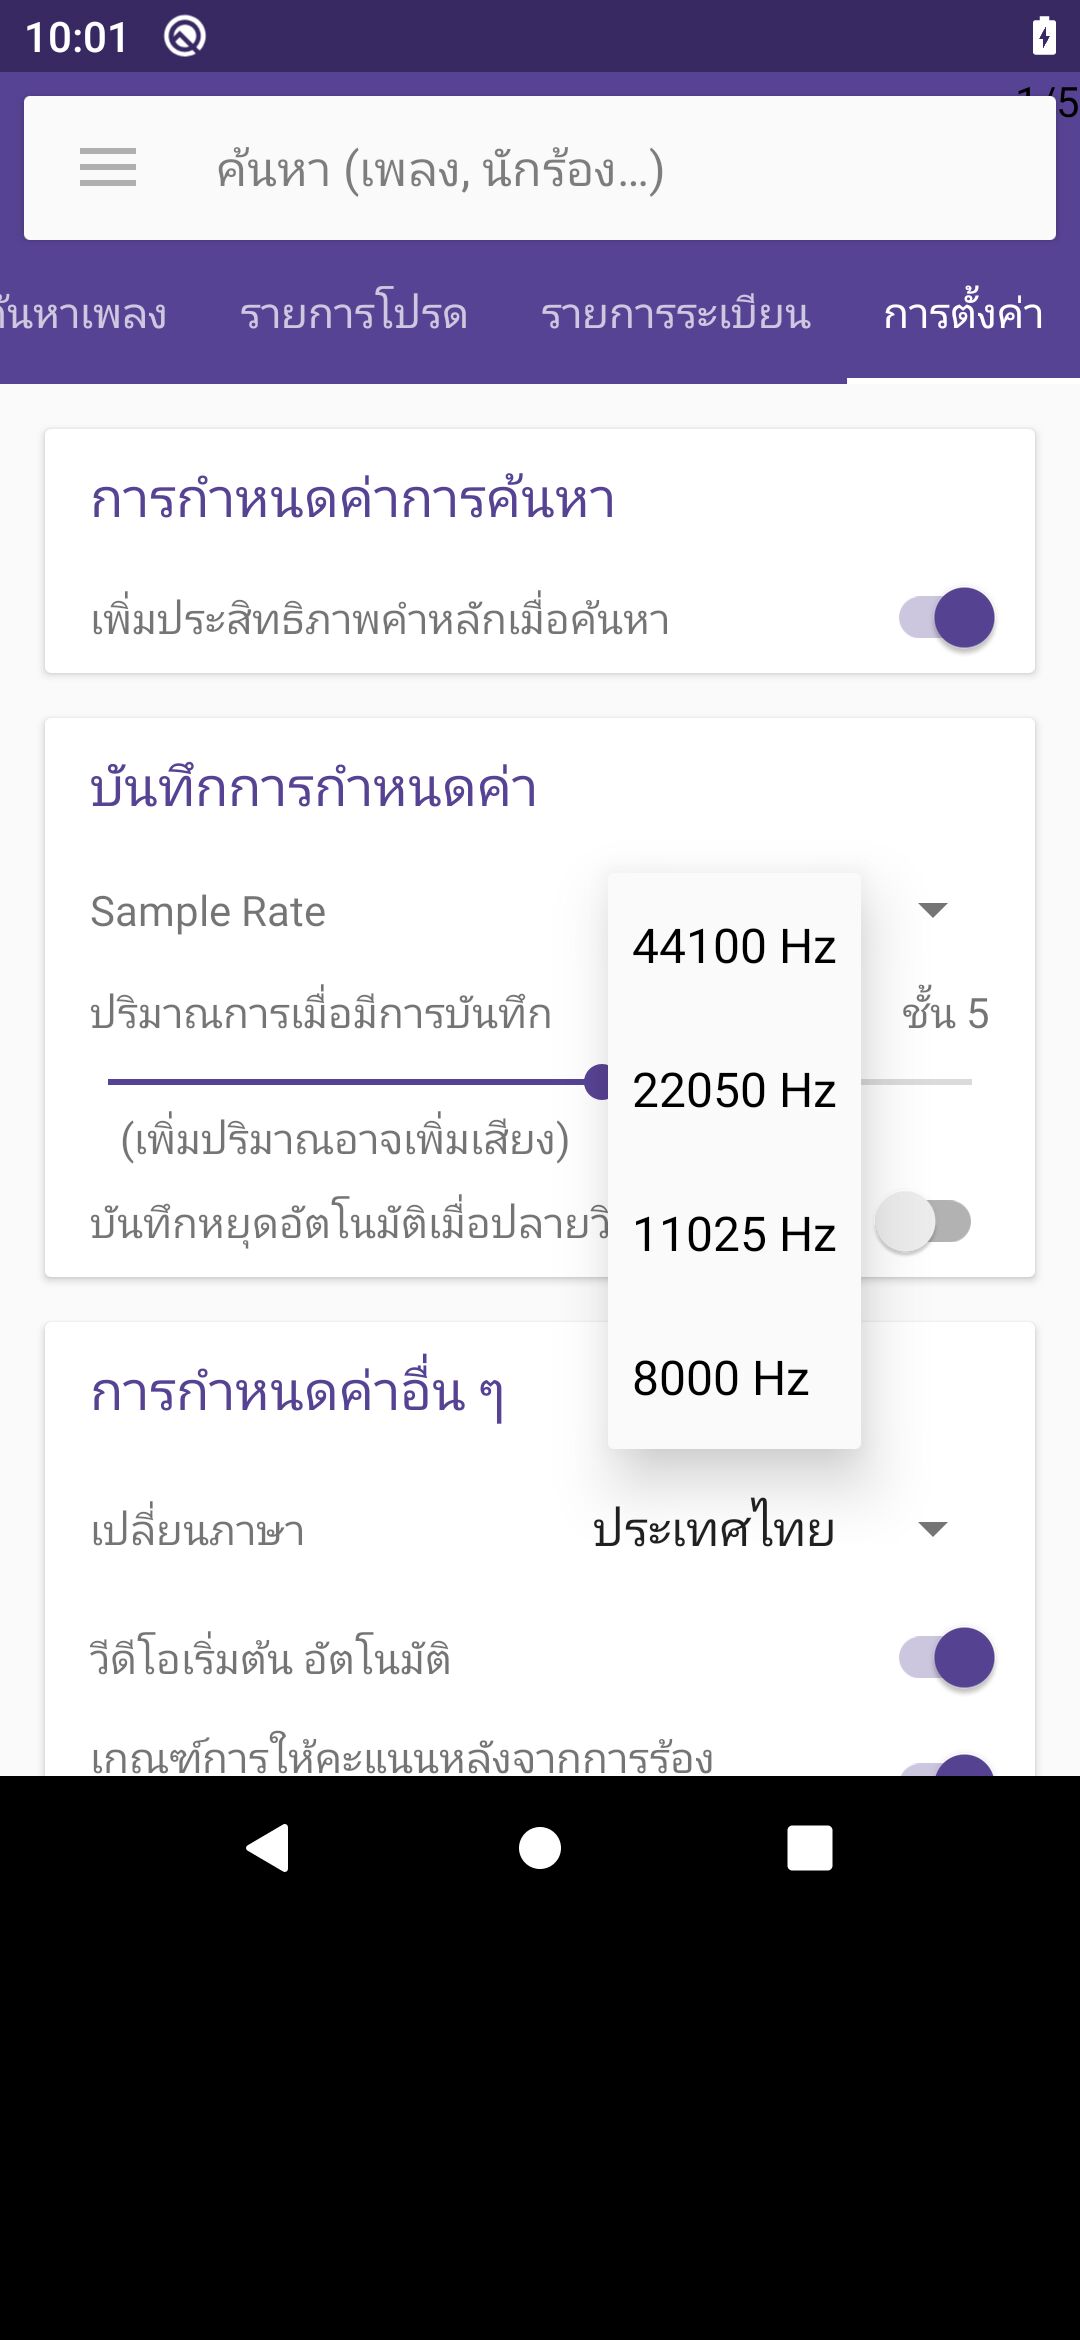 10:01
1/5
ค้นหา (เพลง, นักร้อง...)
ค้นหาเพลง รายการโปรด รายการระเบียน การตั้งค่า
การกำหนดค่าการค้นหา
เพิ่มประสิทธิภาพคำหลักเมื่อค้นหา
บันทึกการกำหนดค่า
Sample Rate
44100 Hz
ปริมาณการเมื่อมีการบันทึก
ชั้น 5
22050 Hz
(เพิ่มปริมาณอาจเพิ่มเสียง)
บันทึกหยุดอัตโนมัติเมื่อปลายวิ
11025 Hz
8000 Hz
การกำหนดค่าอื่น ๆ
เปลี่ยนภาษา
ประเทศไทย
วีดีโอเริ่มต้น อัตโนมัติ
เกณฑ์การให้คะแนนหลังจากการร้อง